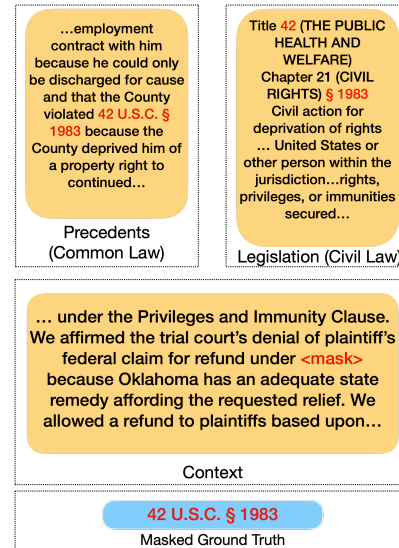 …employment
contract with him
because he could only
be discharged for cause
and that the County
violated 42 U.S.C. §
1983 because the
County deprived him of
a property right to
continued…
Precedents
(Common Law)
Title 42 (THE PUBLIC
HEALTH AND
WELFARE)
Chapter 21 (CIVIL
RIGHTS) § 1983
Civil action for
deprivation of rights
… United States or
other person within the
jurisdiction…rights,
privileges, or immunities
secured…
Legislation (Civil Law)
… under the Privileges and Immunity Clause.
We affirmed the trial court’s denial of plaintiff’s
federal claim for refund under <mask>
because Oklahoma has an adequate state
remedy affording the requested relief. We
allowed a refund to plaintiffs based upon…
Context
42 U.S.C. § 1983
Masked Ground Truth